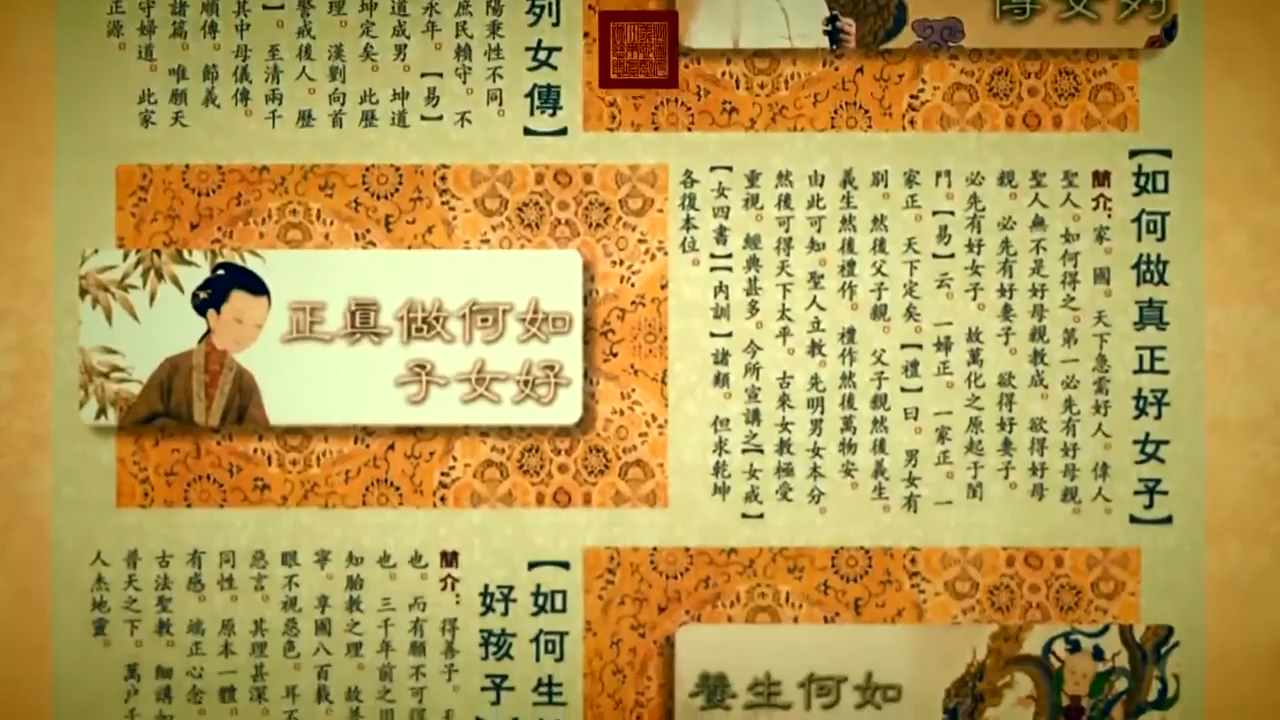 好女傳
列女傳】
陽秉性不同。
庶民賴守。不
永年。【易】
道成男。坤道
坤定矣。此歷
理。漢劉向首
警戒後人。歷
】。至清兩千
其中母儀傳。
順傳。節義
諸篇。唯願天
守婦道。此家
正源。
【如何做真正好女子】
簡介：家。國。天下急需好人。偉人。
聖人。如何得之。第一必先有好母親。
聖人無不是好母親教成。欲得好母
親。必先有好妻子。欲得好妻子。
必先有好女子。故萬化之原起于閨
門。【易】云。一婦正。一家正。一
家正。天下定矣。【禮】曰。男女有
別。然後父子親。父子親然後義生。
義生然後禮作。禮作然後萬物安。
由此可知。聖人立教。先明男女本分。
然後可得天下太平。古來女教極受
重視。經典甚多。今所宣講之【女戒】
【女四書】【內訓】諸類。但求乾坤
各復本位。
如何做眞正
好女子
【如何生
好孩子】
簡介：得善子。
也。而有願不可得
也。三千年前之周
知胎教之理。故
寧。享國八百載。
眼不視惡色。耳不
惡言。其理甚深。
同性。原本一體。
有感。端正心念。
古法聖教。細講
普天之下。萬户千
人杰地靈。
如何生養